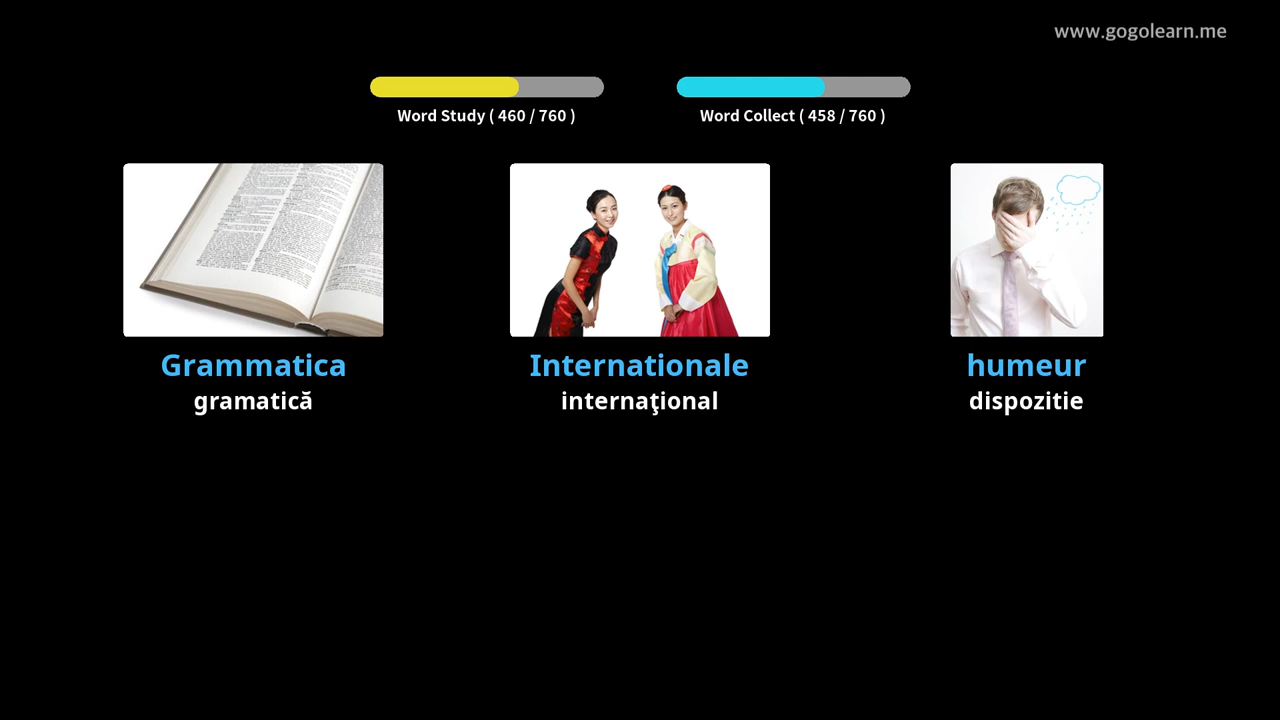 www.gogolearn.me
Word Study ( 460 / 760 )
Word Collect ( 458 / 760 )
Grammatica
gramatică
Internationale
internaţional
humeur
dispozitie